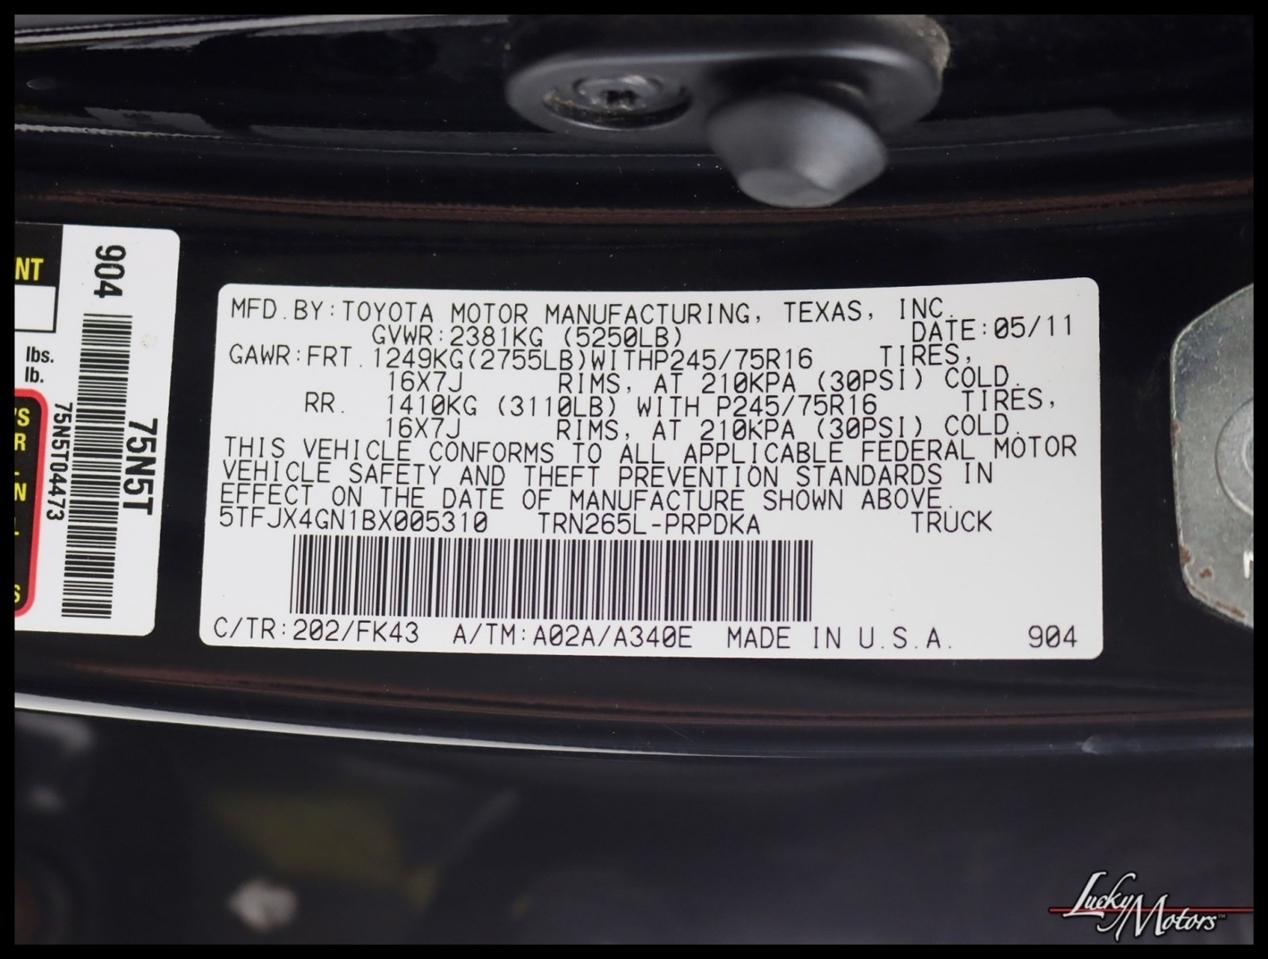 NT
lbs.
lb.
'S
R
L
N
L
S
904
75N5T
75N5T04473
MFD.BY:TOYOTA MOTOR MANUFACTURING, TEXAS, INC.
GVWR:2381KG (5250LB) DATE:05/11
GAWR:FRT. 1249KG(2755LB)WITHP245/75R16 TIRES,
16X7J RIMS, AT 210KPA (30PSI) COLD.
RR. 1410KG (3110LB) WITH P245/75R16 TIRES,
16X7J RIMS, AT 210KPA (30PSI) COLD.
THIS VEHICLE CONFORMS TO ALL APPLICABLE FEDERAL MOTOR
VEHICLE SAFETY AND THEFT PREVENTION STANDARDS IN
EFFECT ON THE DATE OF MANUFACTURE SHOWN ABOVE.
5TFJX4GN1BX005310 TRN265L-PRPDKA TRUCK
C/TR:202/FK43 A/TM:A02A/A340E MADE IN U.S.A. 904
Lucky Motors™